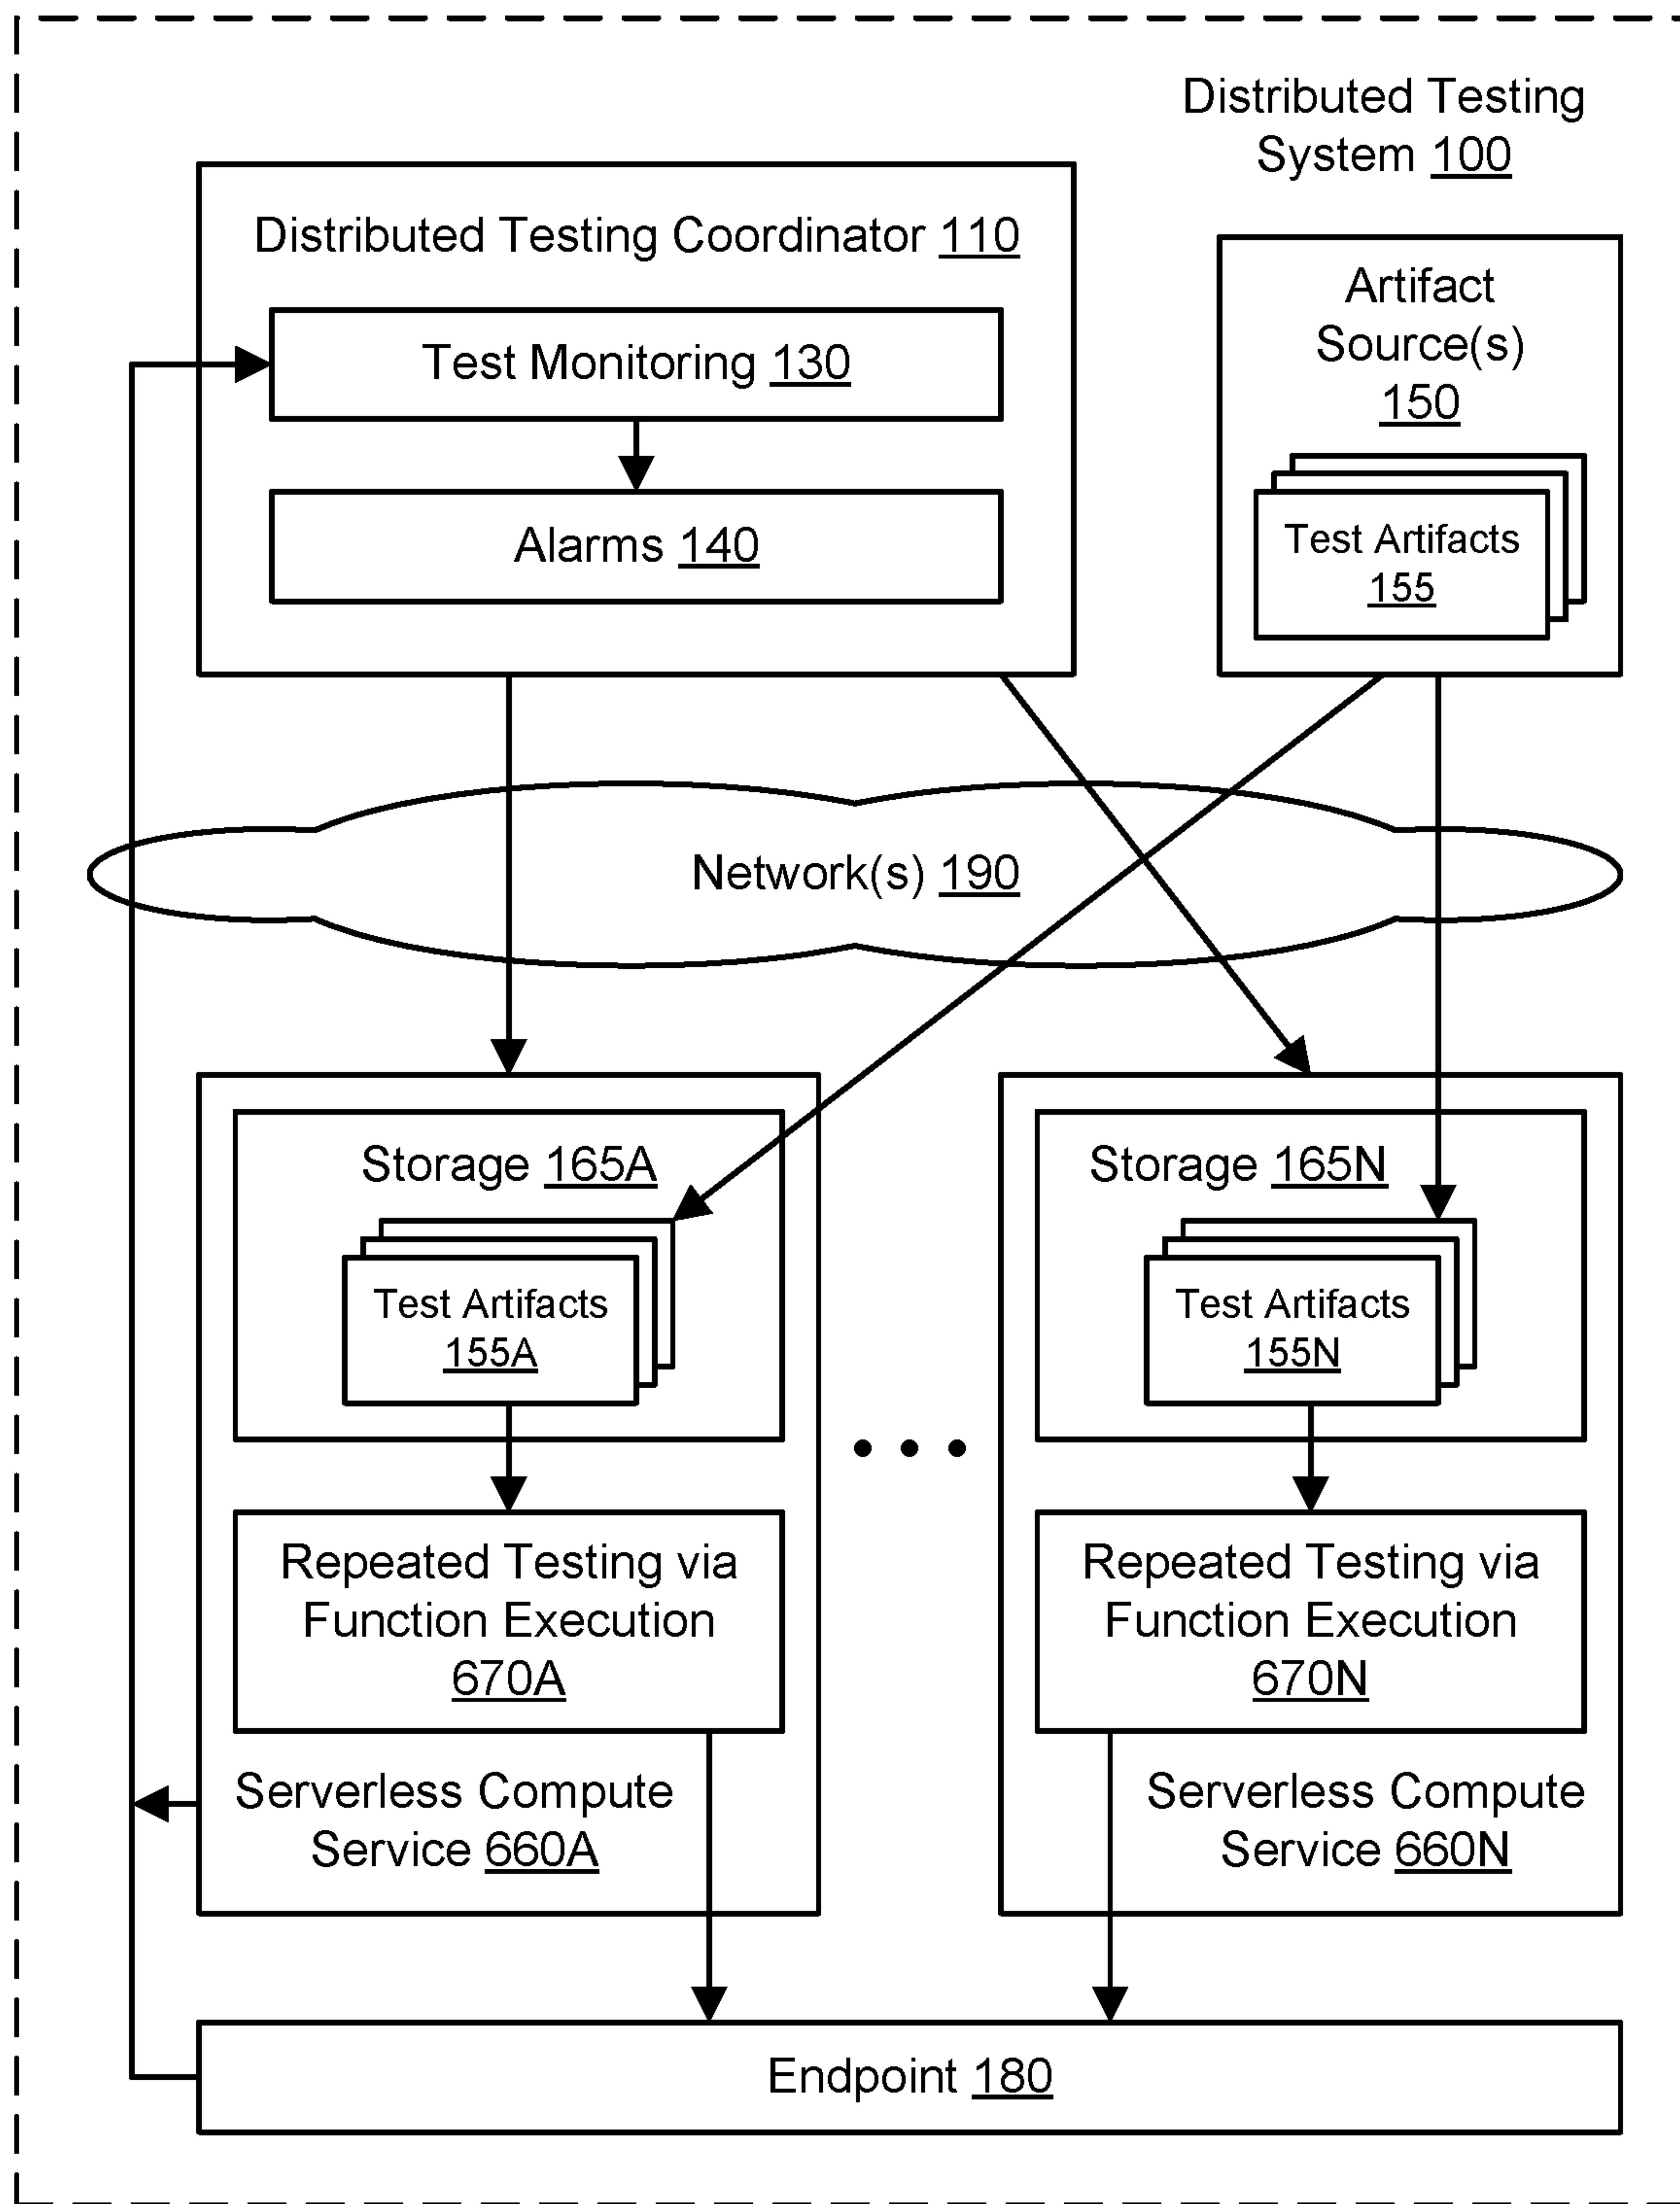 Distributed Testing
System 100
Distributed Testing Coordinator 110
Test Monitoring 130
Alarms 140
Artifact
Source(s)
150
Test Artifacts
155
Network(s) 190
Storage 165A
Test Artifacts
155A
Repeated Testing via
Function Execution
670A
Serverless Compute
Service 660A
Storage 165N
Test Artifacts
155N
Repeated Testing via
Function Execution
670N
Serverless Compute
Service 660N
Endpoint 180